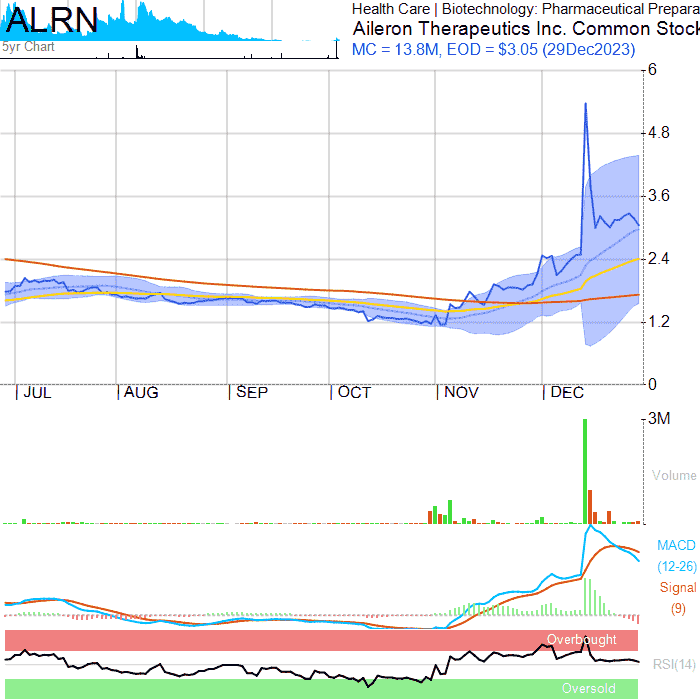 ALRN
5yr Chart
Health Care | Biotechnology: Pharmaceutical Prepara
Aileron Therapeutics Inc. Common Stock
MC = 13.8M, EOD = $3.05 (29Dec2023)
6
4.8
3.6
2.4
1.2
0
JUL AUG SEP OCT NOV DEC
3M
Volume
MACD
(12-26)
Signal
(9)
Overbought
RSI(14)
Oversold